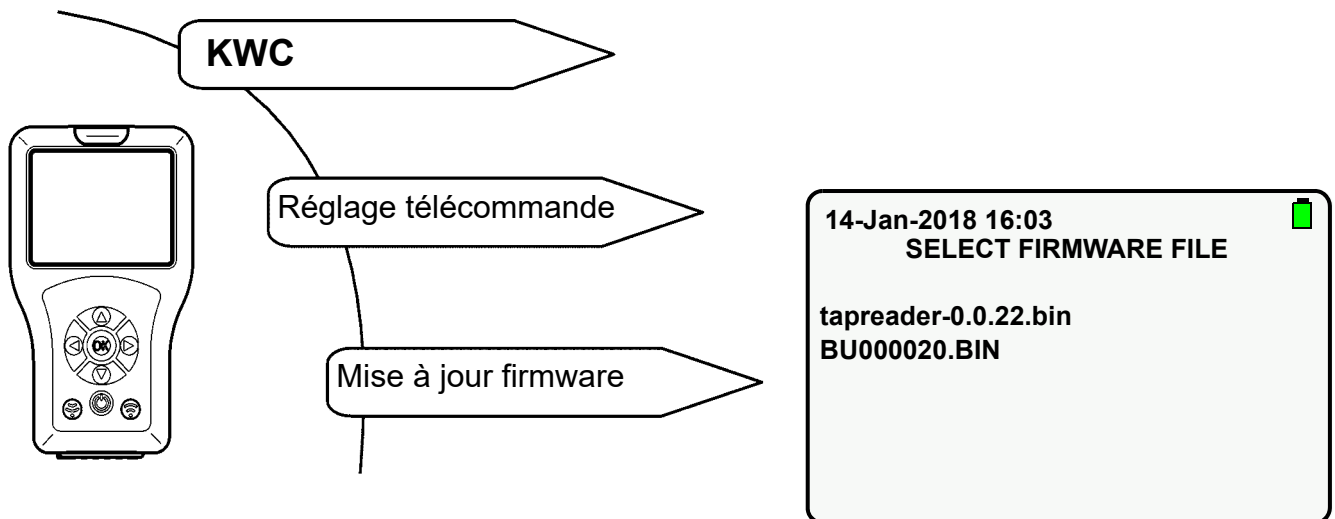 KWC
Réglage télécommande
Mise à jour firmware
OK
14-Jan-2018 16:03
SELECT FIRMWARE FILE
tapreader-0.0.22.bin
BU000020.BIN